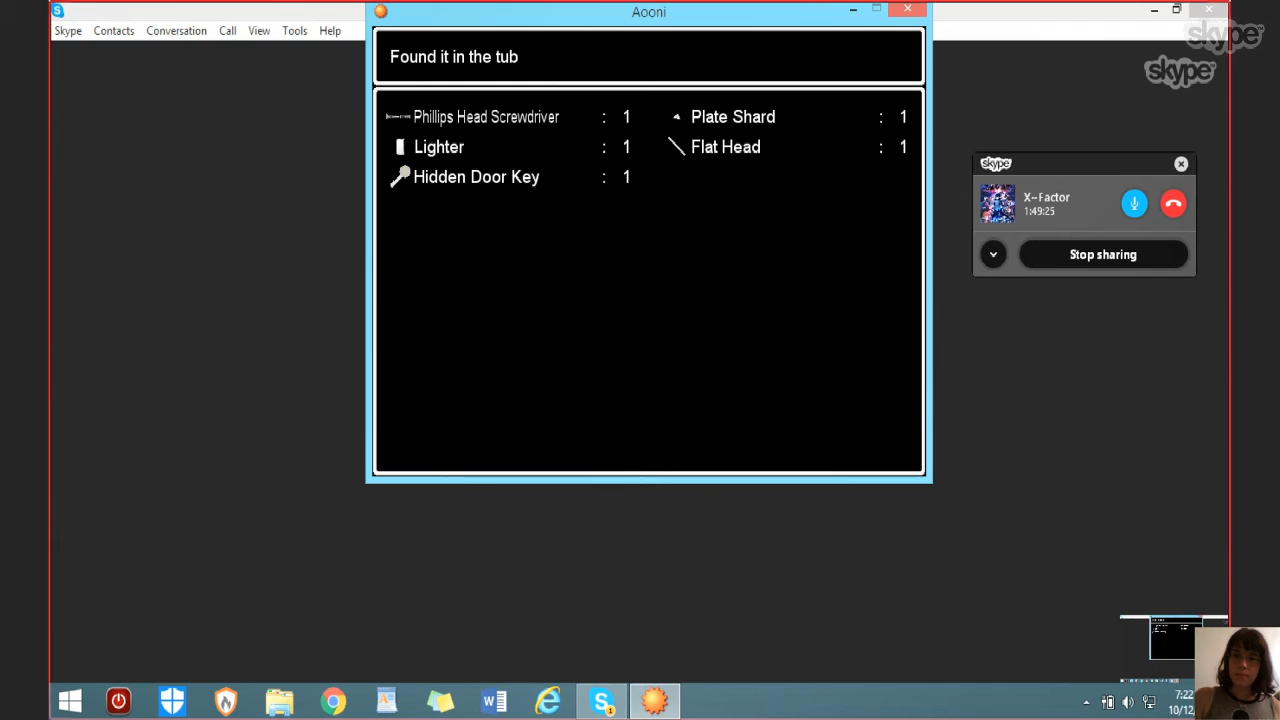 Aooni
skype
skype
Skype Contacts Conversation Call View Tools Help
Found it in the tub
Phillips Head Screwdriver : 1
Plate Shard : 1
Lighter : 1
Flat Head : 1
Hidden Door Key : 1
skype
X~Factor
1:49:25
Stop sharing
7:22
10/12,